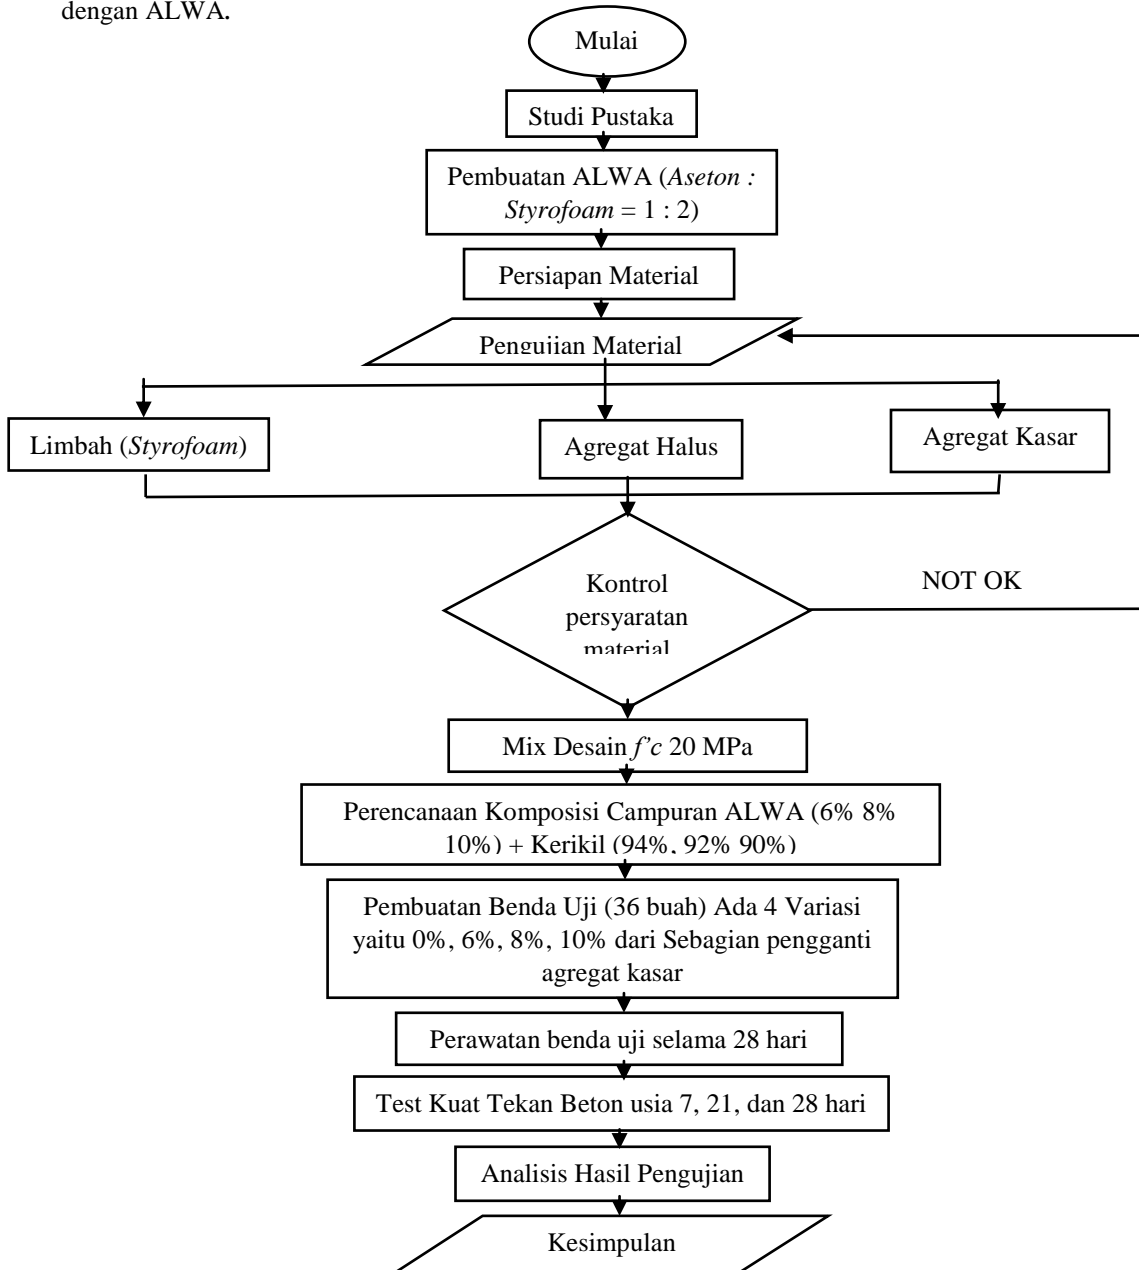 dengan ALWA.
Mulai
Studi Pustaka
Pembuatan ALWA (Aseton :
Styrofoam = 1 : 2)
Persiapan Material
Pengujian Material
Limbah (Styrofoam)
Agregat Halus
Agregat Kasar
Kontrol
persyaratan
material
NOT OK
Mix Desain f’c 20 MPa
Perencanaan Komposisi Campuran ALWA (6% 8%
10%) + Kerikil (94%, 92% 90%)
Pembuatan Benda Uji (36 buah) Ada 4 Variasi
yaitu 0%, 6%, 8%, 10% dari Sebagian pengganti
agregat kasar
Perawatan benda uji selama 28 hari
Test Kuat Tekan Beton usia 7, 21, dan 28 hari
Analisis Hasil Pengujian
Kesimpulan